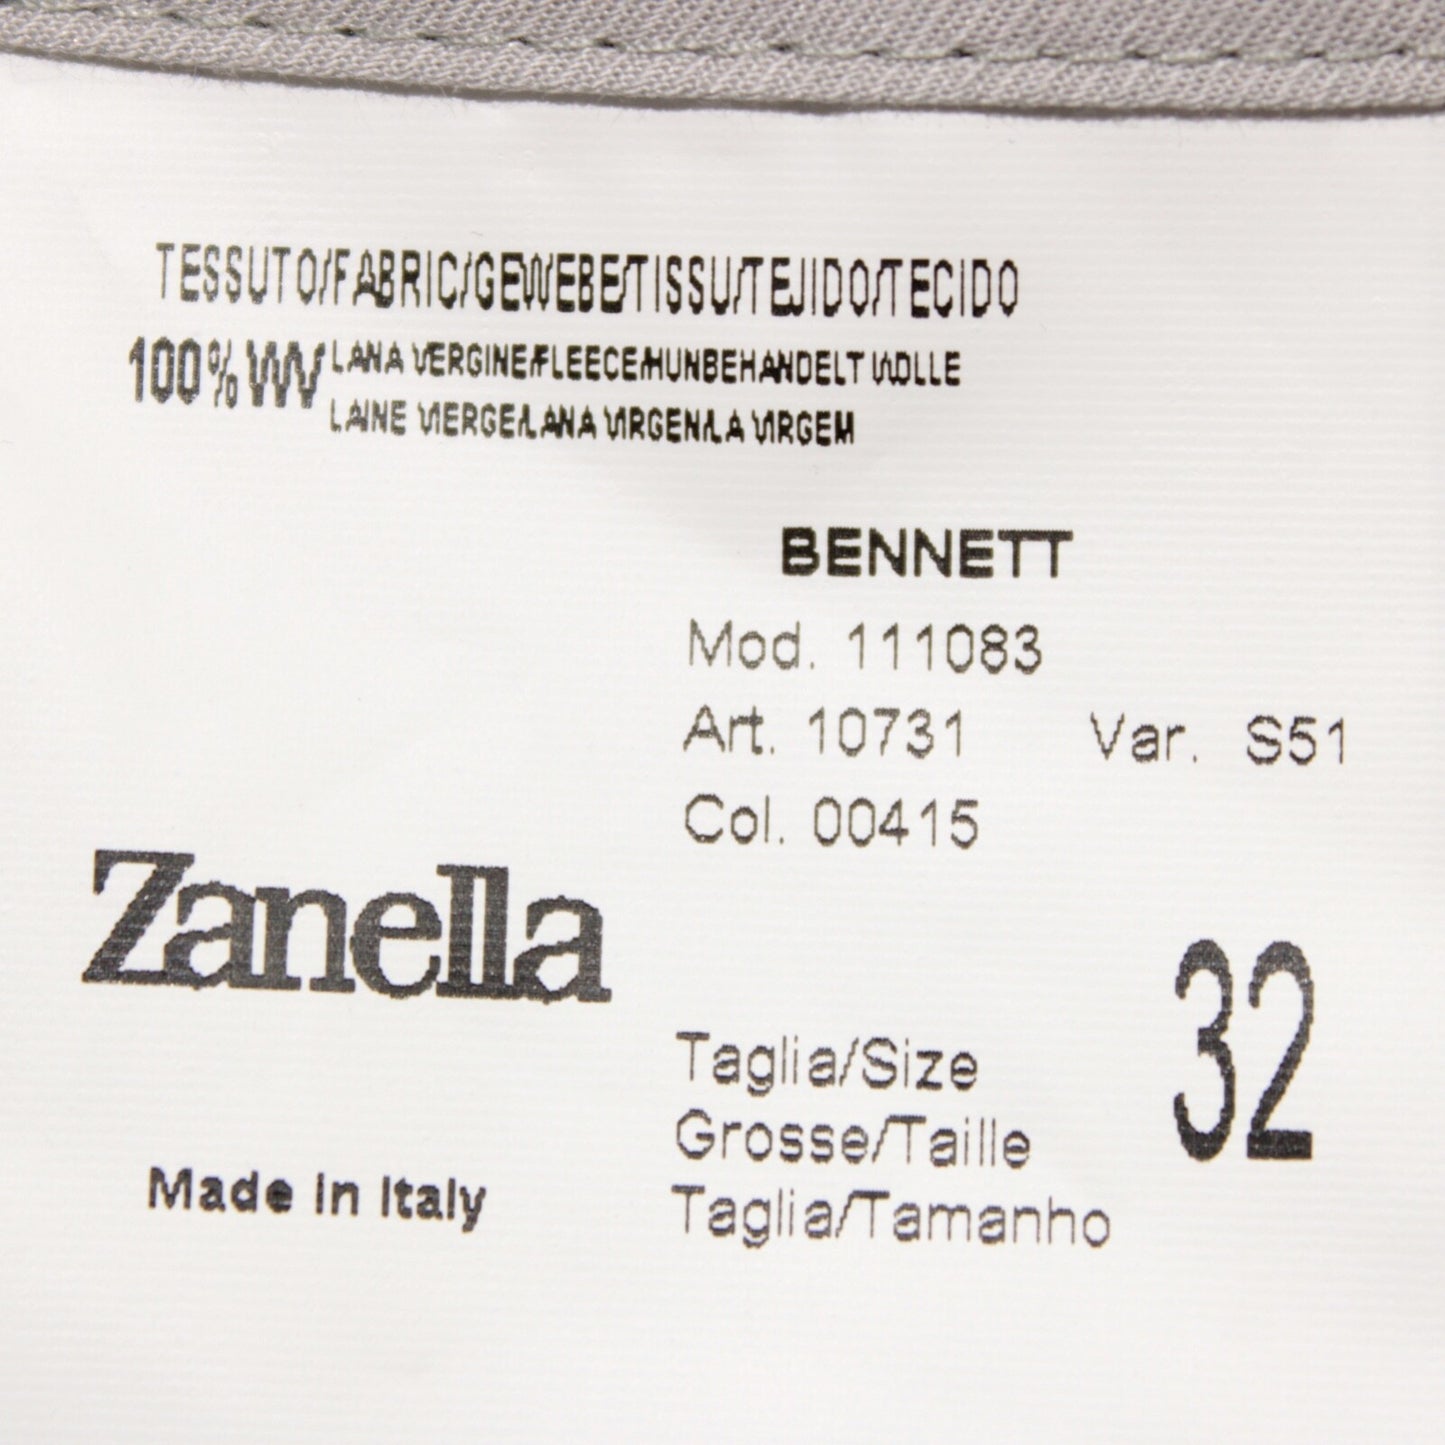 TESSUTO/FABRIC/GEWEBE/TISSU/TEJIDO/TECIDO
100% WV LANA VERGINE/FLEECE/HUNBEHANDELT WOLLE
LAINE VIERGE/LANA VIRGEN/LA VIRGEM
BENNETT
Mod. 111083
Art. 10731 Var. S51
Col. 00415
Zanella
32
Taglia/Size
Grosse/Taille
Taglia/Tamanho
Made in Italy